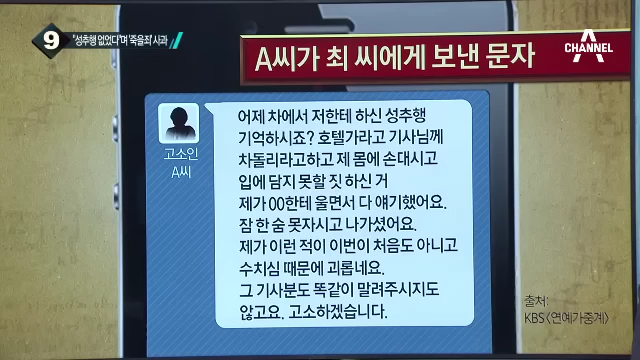 9 "성추행 없었다"며 '죽을죄' 사과
A씨가 최 씨에게 보낸 문자
CHANNEL A
어제 차에서 저한테 하신 성추행
기억하시죠? 호텔가라고 기사님께
차돌리라고하고 제 몸에 손대시고
입에 담지 못할 짓 하신 거
제가 00한테 울면서 다 얘기했어요.
잠 한 숨 못자시고 나가셨어요.
제가 이런 적이 이번이 처음도 아니고
수치심 때문에 괴롭네요.
그 기사분도 똑같이 말려주시지도
않고요. 고소하겠습니다.
고소인
A씨
출처:
KBS<연예가중계>